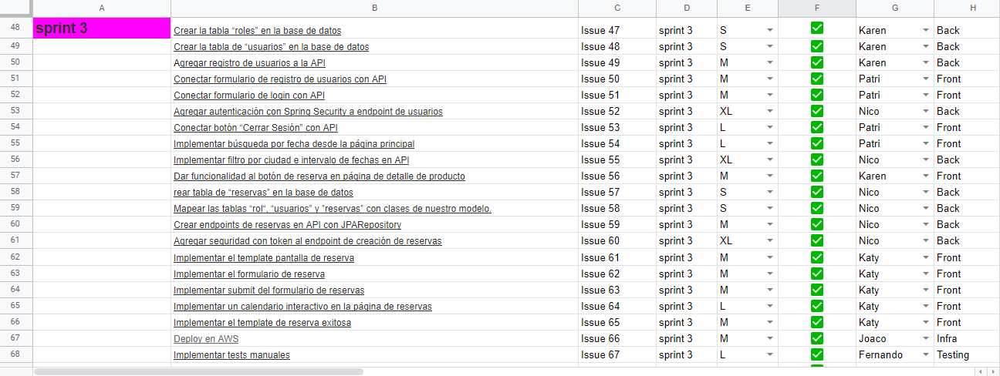 A B C D E F G H
48 sprint 3 Crear la tabla “roles” en la base de datos Issue 47 sprint 3 S Karen Back
49 Crear la tabla de “usuarios” en la base de datos Issue 48 sprint 3 S Karen Back
50 Agregar registro de usuarios a la API Issue 49 sprint 3 M Karen Back
51 Conectar formulario de registro de usuarios con API Issue 50 sprint 3 M Patri Front
52 Conectar formulario de login con API Issue 51 sprint 3 M Patri Front
53 Agregar autenticación con Spring Security a endpoint de usuarios Issue 52 sprint 3 XL Nico Back
54 Conectar botón “Cerrar Sesión” con API Issue 53 sprint 3 L Patri Front
55 Implementar búsqueda por fecha desde la página principal Issue 54 sprint 3 L Patri Front
56 Implementar filtro por ciudad e intervalo de fechas en API Issue 55 sprint 3 XL Nico Back
57 Dar funcionalidad al botón de reserva en página de detalle de producto Issue 56 sprint 3 M Karen Front
58 rear tabla de “reservas” en la base de datos Issue 57 sprint 3 S Nico Back
59 Mapear las tablas “rol“, “usuarios” y ”reservas” con clases de nuestro modelo. Issue 58 sprint 3 S Nico Back
60 Crear endpoints de reservas en API con JPARepository Issue 59 sprint 3 M Nico Back
61 Agregar seguridad con token al endpoint de creación de reservas Issue 60 sprint 3 XL Nico Back
62 Implementar el template pantalla de reserva Issue 61 sprint 3 M Katy Front
63 Implementar el formulario de reserva Issue 62 sprint 3 M Katy Front
64 Implementar submit del formulario de reservas Issue 63 sprint 3 M Katy Front
65 Implementar un calendario interactivo en la página de reservas Issue 64 sprint 3 L Katy Front
66 Implementar el template de reserva exitosa Issue 65 sprint 3 M Katy Front
67 Deploy en AWS Issue 66 sprint 3 M Joaco Infra
68 Implementar tests manuales Issue 67 sprint 3 L Fernando Testing